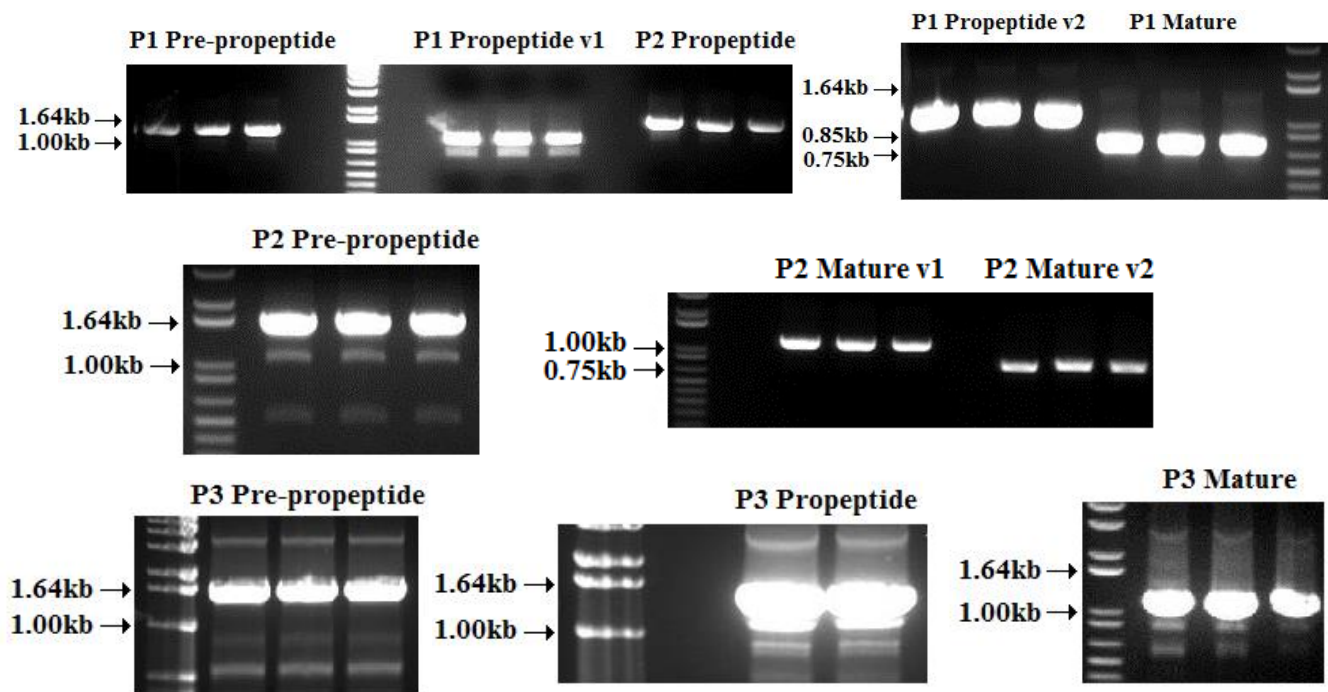 P1 Pre-propeptide
P1 Propeptide v1
P2 Propeptide
1.64kb
1.00kb
P1 Propeptide v2
P1 Mature
1.64kb
0.85kb
0.75kb
P2 Pre-propeptide
1.64kb
1.00kb
P2 Mature v1
P2 Mature v2
1.00kb
0.75kb
P3 Pre-propeptide
1.64kb
1.00kb
P3 Propeptide
1.64kb
1.00kb
P3 Mature
1.64kb
1.00kb